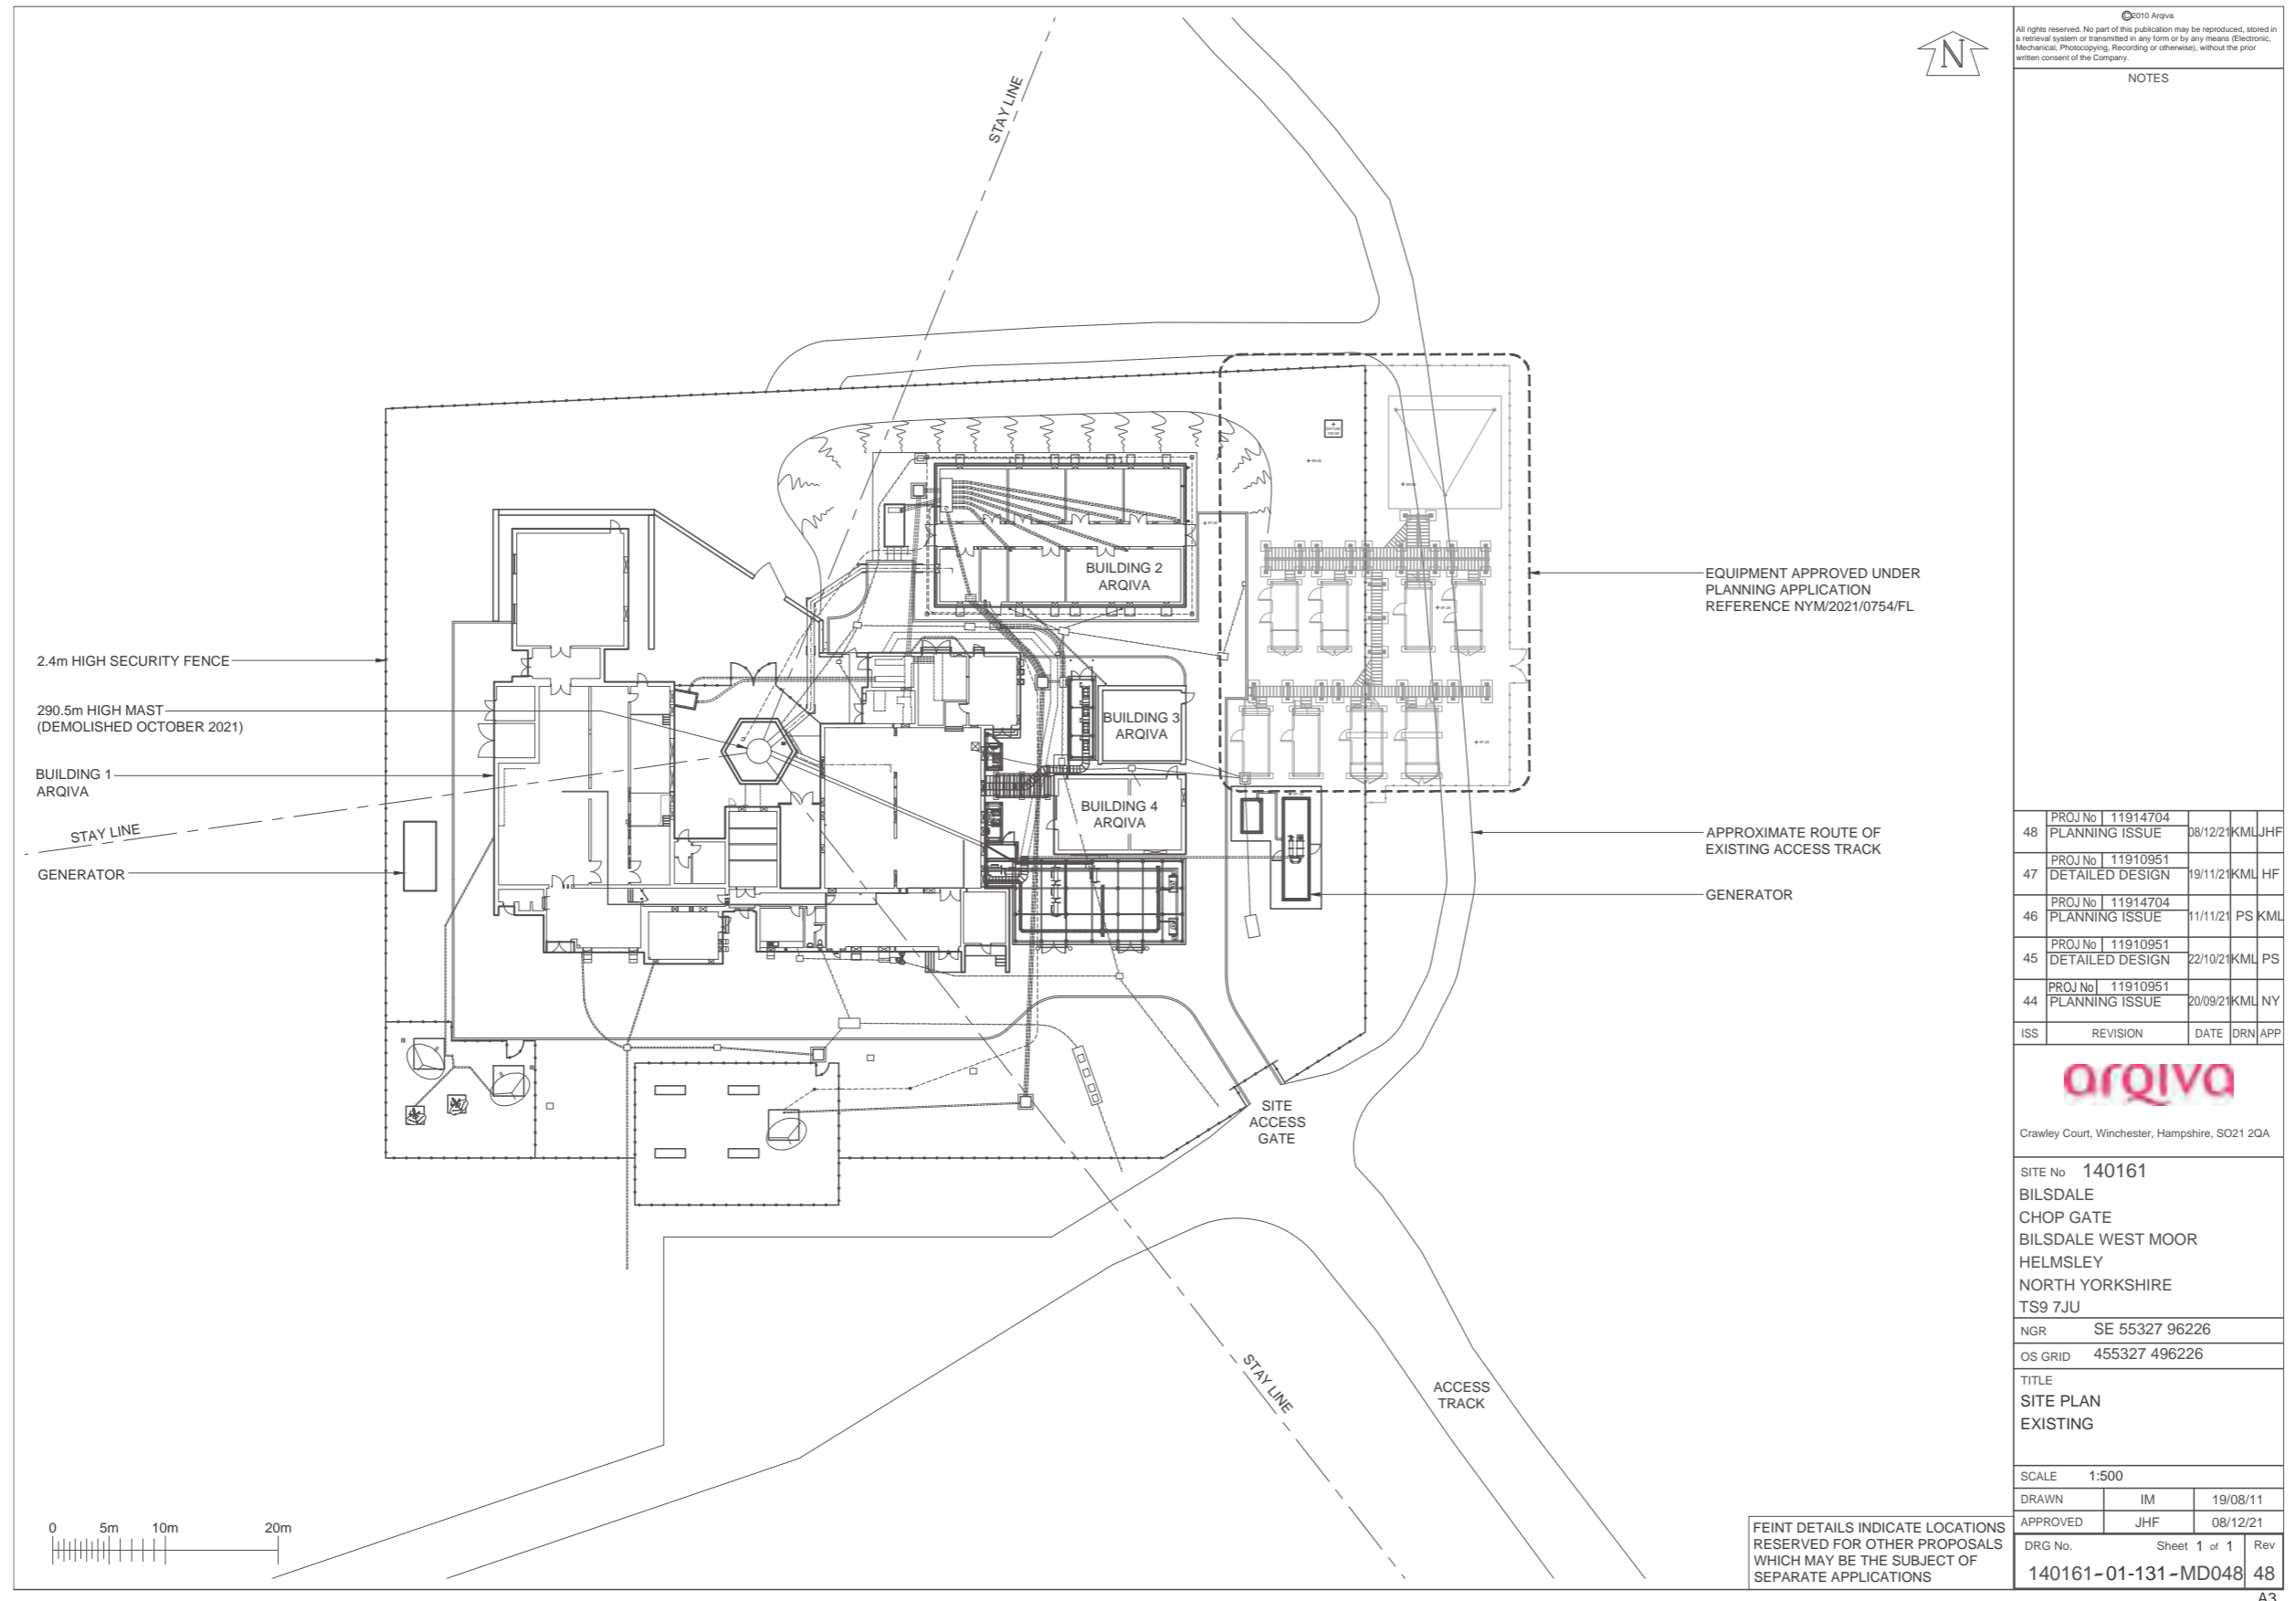 ©2010 Arqiva
All rights reserved. No part of this publication may be reproduced, stored in
a retrieval system or transmitted in any form or by any means (Electronic,
Mechanical, Photocopying, Recording or otherwise), without the prior
written consent of the Company.
NOTES
N
STAY LINE
BUILDING 2
ARQIVA
EQUIPMENT APPROVED UNDER
PLANNING APPLICATION
REFERENCE NYM/2021/0754/FL
2.4m HIGH SECURITY FENCE
290.5m HIGH MAST
(DEMOLISHED OCTOBER 2021)
BUILDING 3
ARQIVA
BUILDING 1
ARQIVA
BUILDING 4
ARQIVA
STAY LINE
GENERATOR
APPROXIMATE ROUTE OF
EXISTING ACCESS TRACK
GENERATOR
SITE
ACCESS
GATE
STAY LINE
ACCESS
TRACK
0 5m 10m 20m
FEINT DETAILS INDICATE LOCATIONS
RESERVED FOR OTHER PROPOSALS
WHICH MAY BE THE SUBJECT OF
SEPARATE APPLICATIONS
PROJ No 11914704
48 PLANNING ISSUE 08/12/21 KML JHF
PROJ No 11910951
47 DETAILED DESIGN 19/11/21 KML HF
PROJ No 11914704
46 PLANNING ISSUE 11/11/21 PS KML
PROJ No 11910951
45 DETAILED DESIGN 22/10/21 KML PS
PROJ No 11910951
44 PLANNING ISSUE 20/09/21 KML NY
ISS REVISION DATE DRN APP
arqiva
Crawley Court, Winchester, Hampshire, SO21 2QA
SITE No 140161
BILSDALE
CHOP GATE
BILSDALE WEST MOOR
HELMSLEY
NORTH YORKSHIRE
TS9 7JU
NGR SE 55327 96226
OS GRID 455327 496226
TITLE
SITE PLAN
EXISTING
SCALE 1:500
DRAWN IM 19/08/11
APPROVED JHF 08/12/21
DRG No. Sheet 1 of 1 Rev
140161-01-131-MD048 48
A3